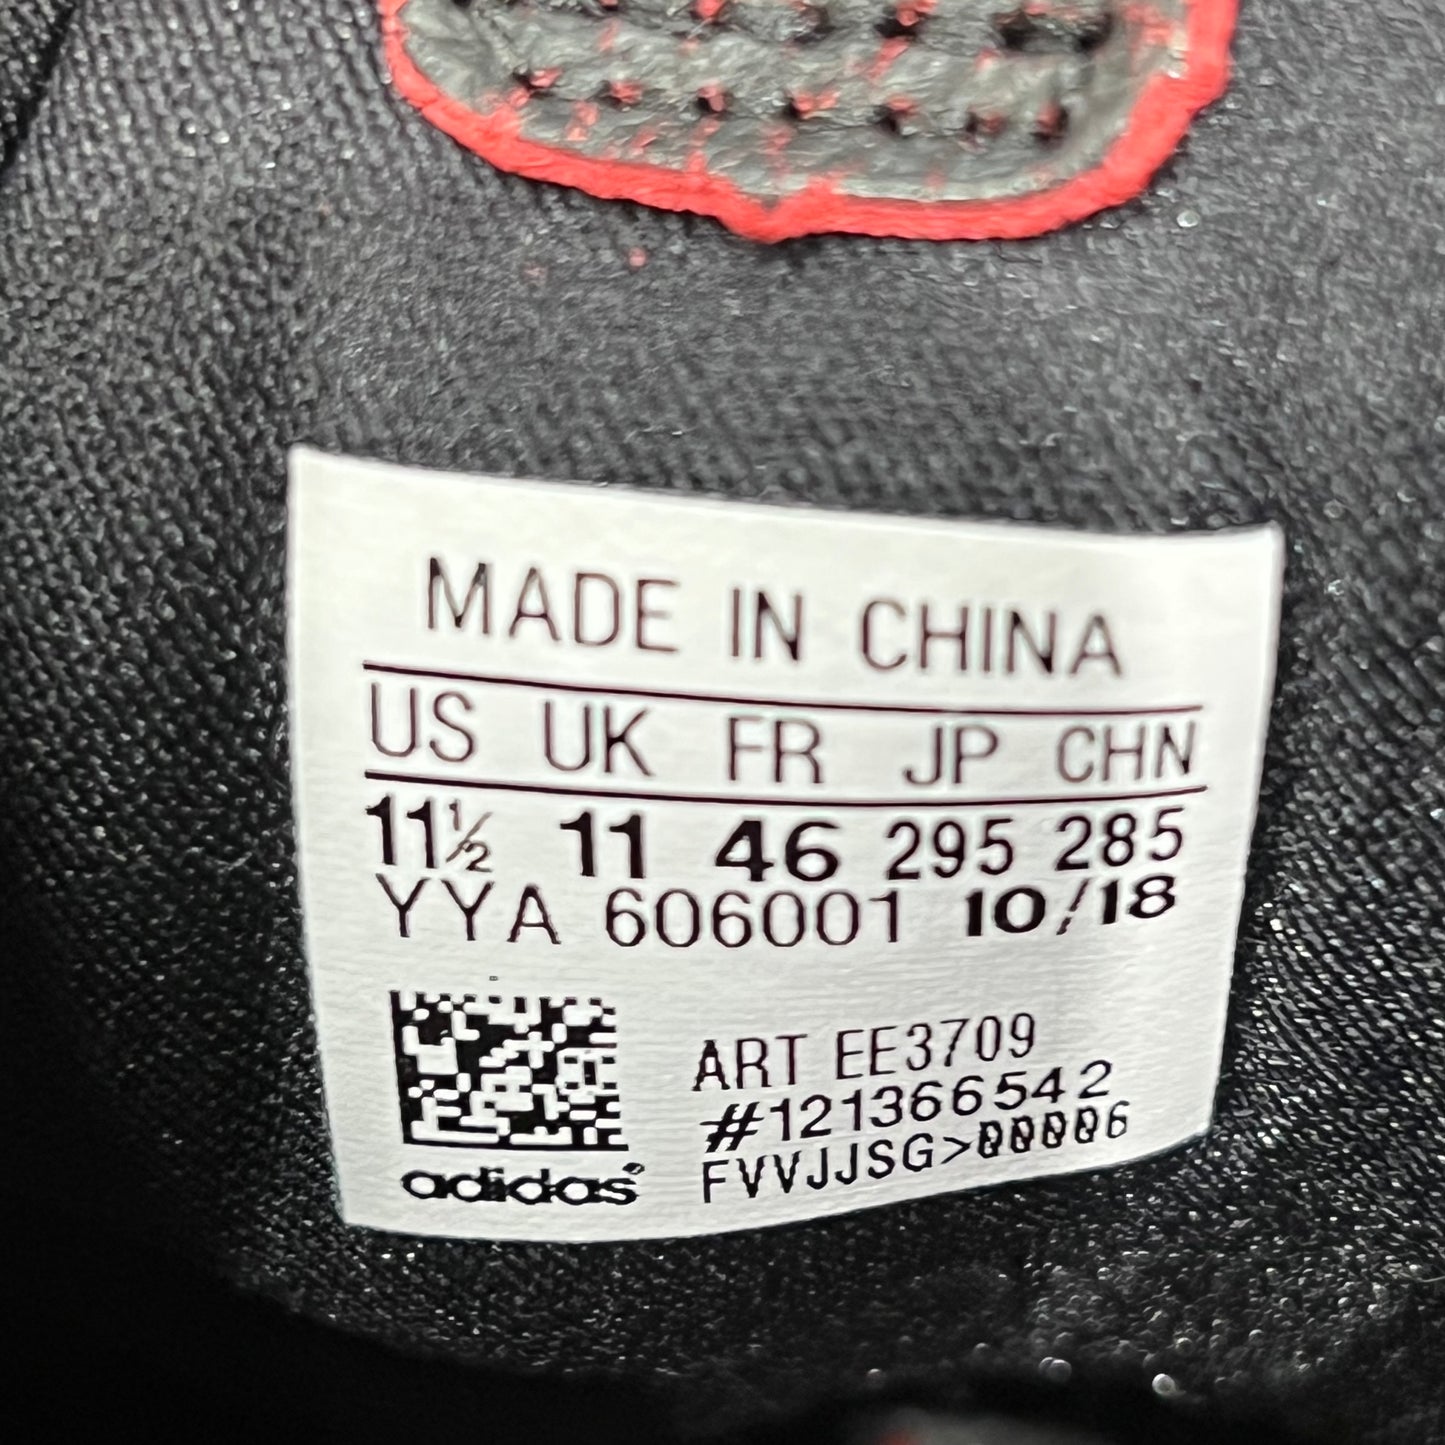 MADE IN CHINA
US UK FR JP CHN
11½ 11 46 295 285
YYA 606001 10/18
ART EE3709
#121366542
FVVJJSG>00006
adidas